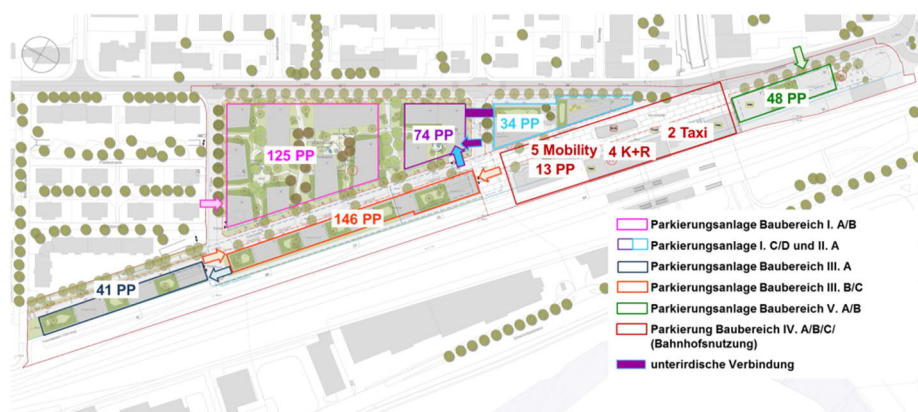 48 PP
34 PP
74 PP
2 Taxi
5 Mobility 4 K+R
13 PP
125 PP
146 PP
41 PP
Parkierungsanlage Baubereich I. A/B
Parkierungsanlage I. C/D und II. A
Parkierungsanlage Baubereich III. A
Parkierungsanlage Baubereich III. B/C
Parkierungsanlage Baubereich V. A/B
Parkierung Baubereich IV. A/B/C/
(Bahnhofsnutzung)
unterirdische Verbindung